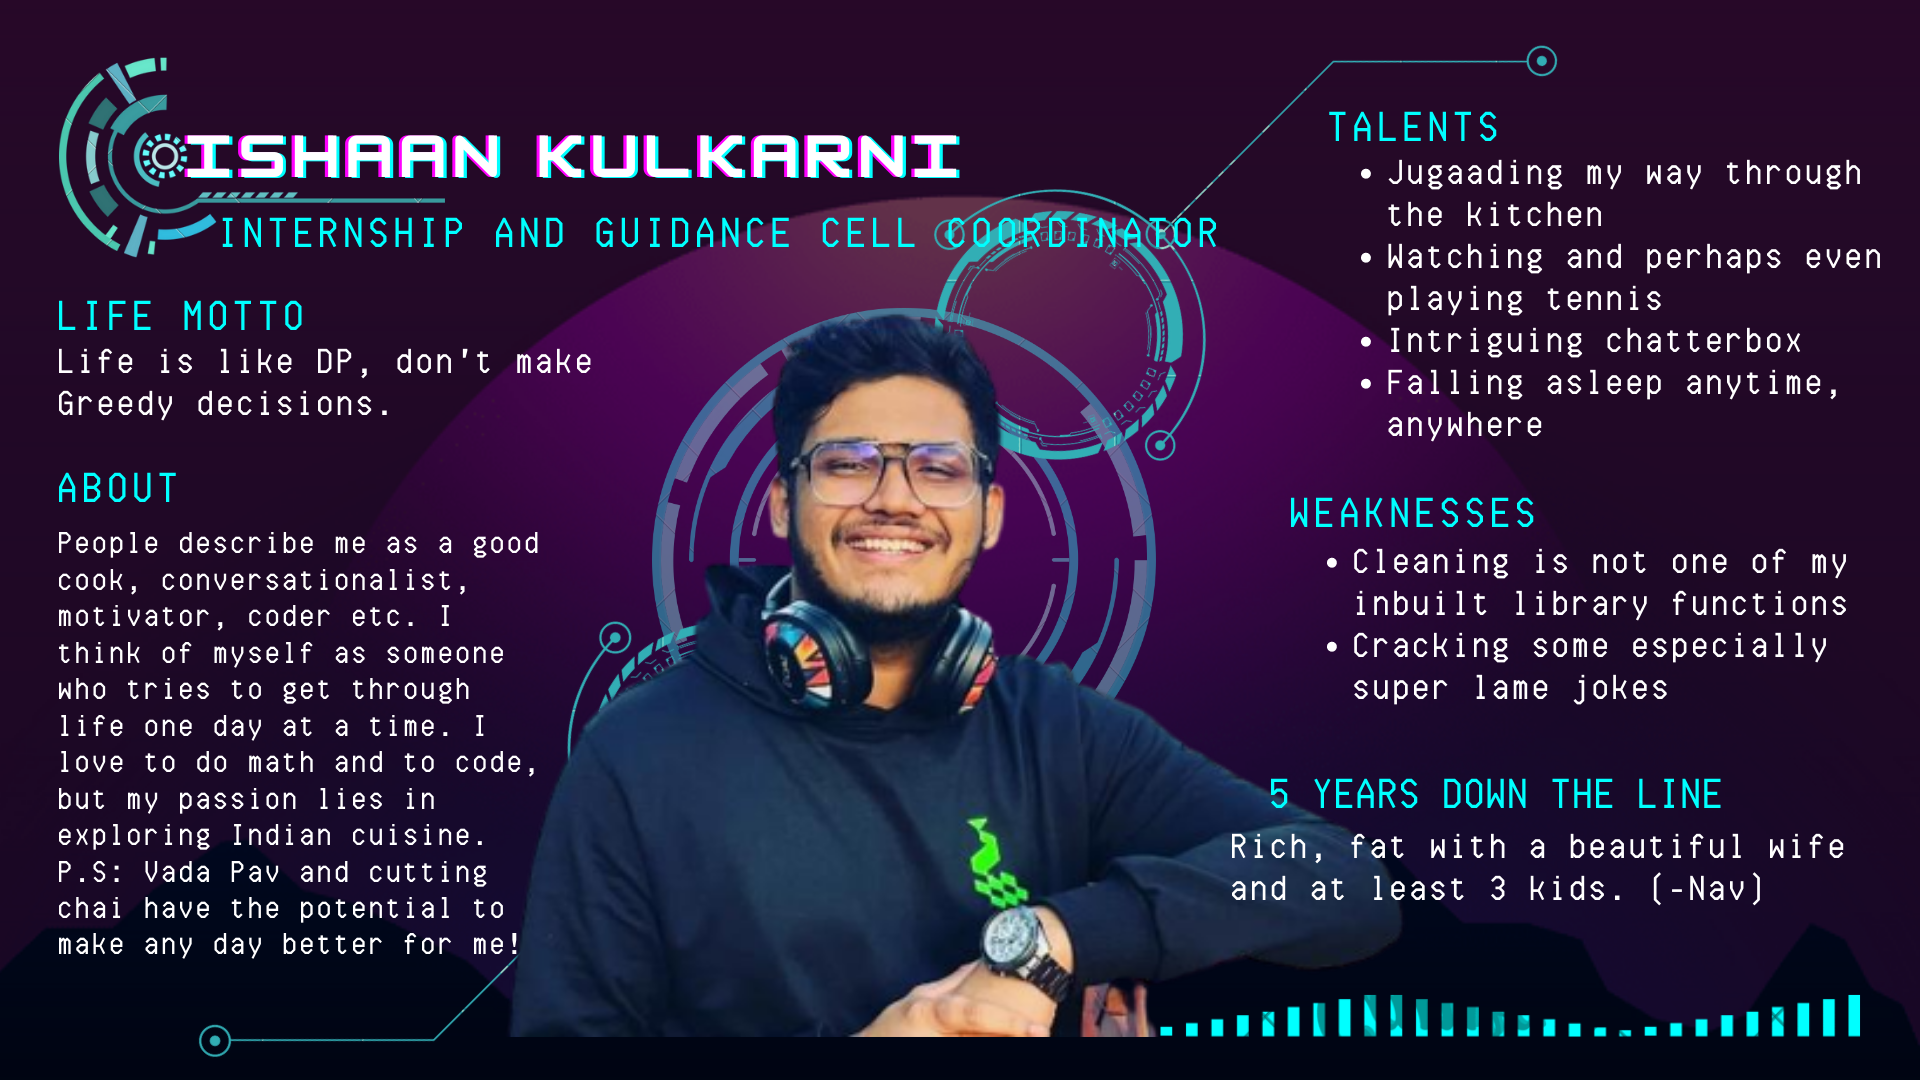 ISHAAN KULKARNI
INTERNSHIP AND GUIDANCE CELL COORDINATOR
LIFE MOTTO
Life is like DP, don't make
Greedy decisions.
ABOUT
People describe me as a good
cook, conversationalist,
motivator, coder etc. I
think of myself as someone
who tries to get through
life one day at a time. I
love to do math and to code,
but my passion lies in
exploring Indian cuisine.
P.S: Vada Pav and cutting
chai have the potential to
make any day better for me!
TALENTS
• Jugaading my way through
the kitchen
• Watching and perhaps even
playing tennis
• Intriguing chatterbox
• Falling asleep anytime,
anywhere
WEAKNESSES
• Cleaning is not one of my
inbuilt library functions
• Cracking some especially
super lame jokes
5 YEARS DOWN THE LINE
Rich, fat with a beautiful wife
and at least 3 kids. (-Nav)